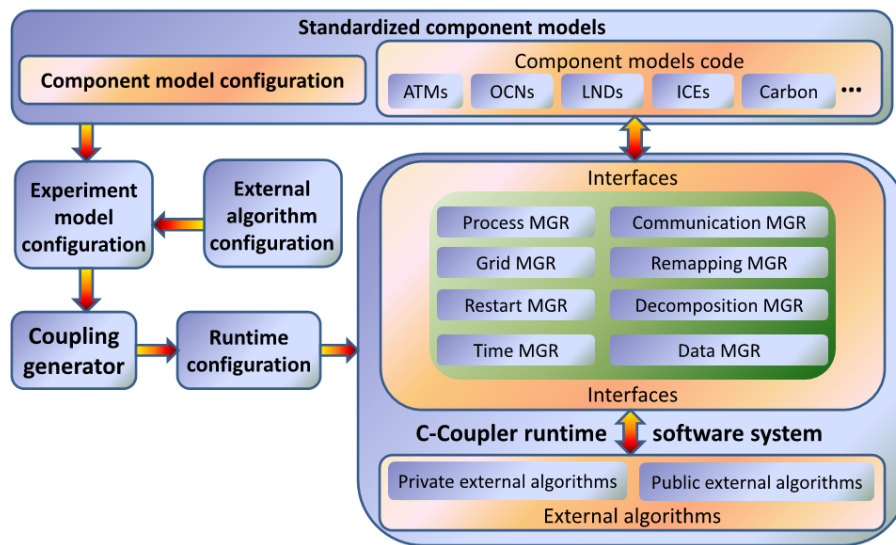 Standardized component models
Component model configuration
Component models code
ATMs
OCNs
LNDs
ICEs
Carbon
...
Experiment
model
configuration
External
algorithm
configuration
Coupling
generator
Runtime
configuration
Interfaces
Process MGR
Communication MGR
Grid MGR
Remapping MGR
Restart MGR
Decomposition MGR
Time MGR
Data MGR
Interfaces
C-Coupler runtime software system
Private external algorithms
Public external algorithms
External algorithms